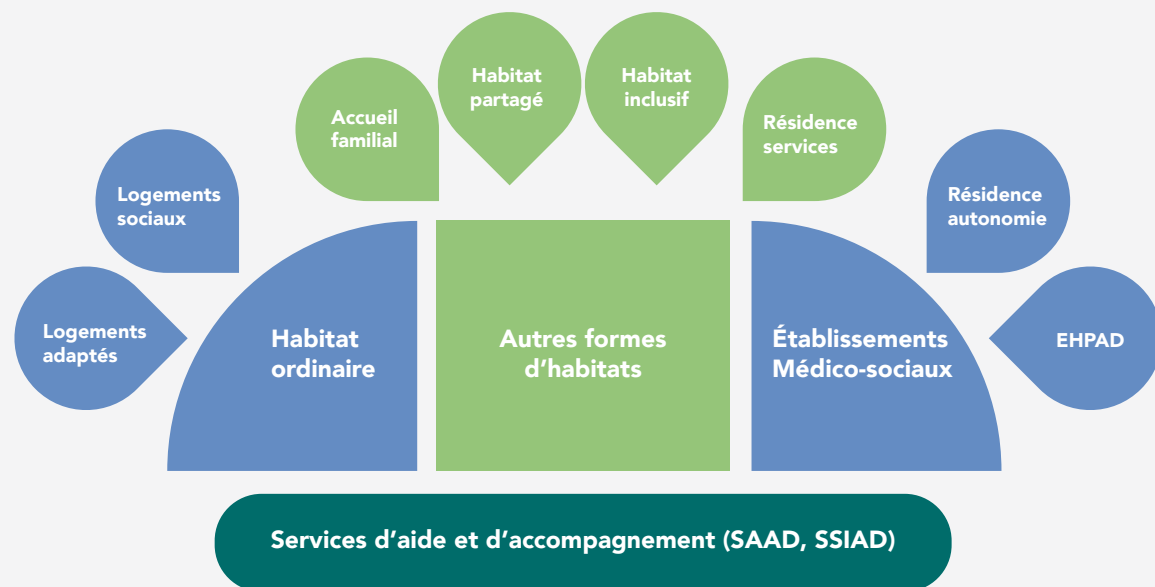 Habitat
partagé
Habitat
inclusif
Accueil
familial
Résidence
services
Logements
sociaux
Résidence
autonomie
Logements
adaptés
Habitat
ordinaire
Autres formes
d’habitats
Établissements
Médico-sociaux
EHPAD
Services d’aide et d’accompagnement (SAAD, SSIAD)